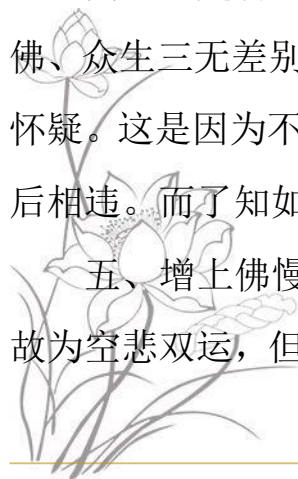 佛、众生三无差别
怀疑。这是因为不
后相违。而了知如
五、增上佛慢
故为空悲双运，但